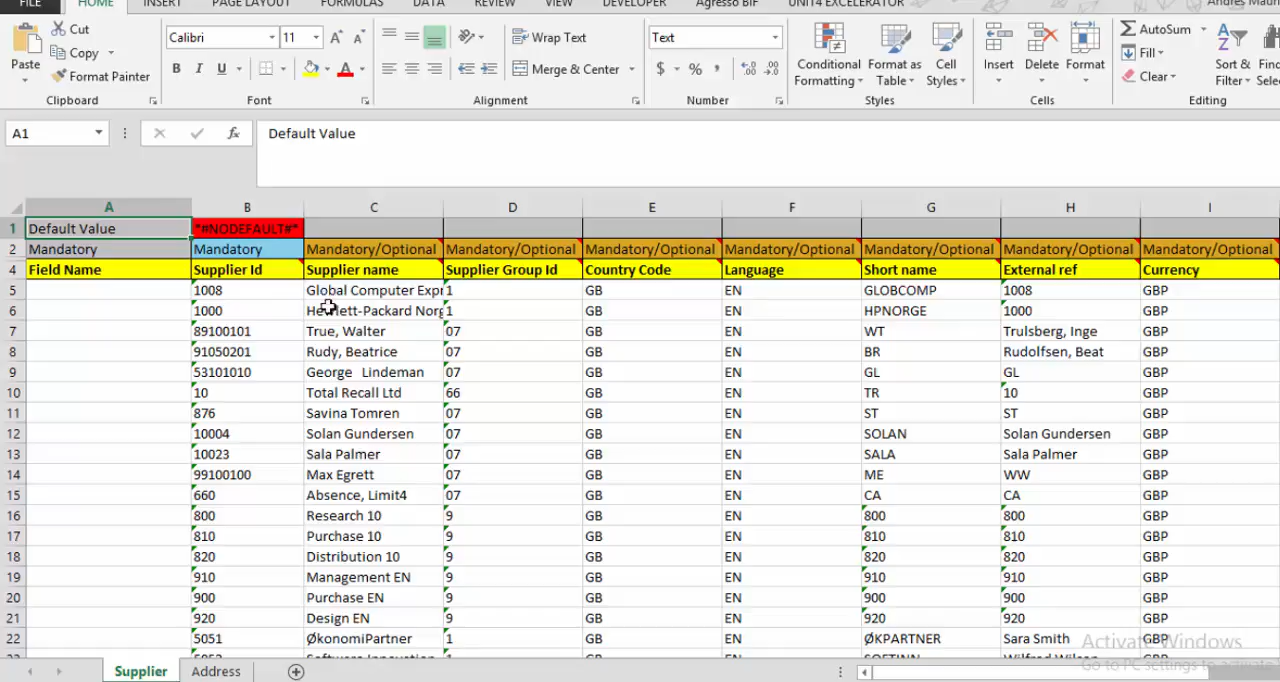 FILE HOME INSERT PAGE LAYOUT FORMULAS DATA REVIEW VIEW DEVELOPER Agresso BIF UNIT4 EXCELERATOR
Cut Calibri 11 Wrap Text Text AutoSum
Copy Fill
Paste Format Painter B I U Merge & Center $ % Conditional Formatting Format as Table Cell Styles Insert Delete Format Clear Sort & Filter
Clipboard Font Alignment Number Styles Cells Editing
A1 fx Default Value
A B C D E F G H I
1 Default Value *#NODEFAULT#*
2 Mandatory Mandatory Mandatory/Optional Mandatory/Optional Mandatory/Optional Mandatory/Optional Mandatory/Optional Mandatory/Optional Mandatory/Optional
4 Field Name Supplier Id Supplier name Supplier Group Id Country Code Language Short name External ref Currency
5 1008 Global Computer Expr 1 GB EN GLOBCOMP 1008 GBP
6 1000 Hewlett-Packard Norg 1 GB EN HPNORGE 1000 GBP
7 89100101 True, Walter 07 GB EN WT Trulsberg, Inge GBP
8 91050201 Rudy, Beatrice 07 GB EN BR Rudolfsen, Beat GBP
9 53101010 George Lindeman 07 GB EN GL GL GBP
10 10 Total Recall Ltd 66 GB EN TR 10 GBP
11 876 Savina Tomren 07 GB EN ST ST GBP
12 10004 Solan Gundersen 07 GB EN SOLAN Solan Gundersen GBP
13 10023 Sala Palmer 07 GB EN SALA Sala Palmer GBP
14 99100100 Max Egrett 07 GB EN ME WW GBP
15 660 Absence, Limit4 07 GB EN CA CA GBP
16 800 Research 10 9 GB EN 800 800 GBP
17 810 Purchase 10 9 GB EN 810 810 GBP
18 820 Distribution 10 9 GB EN 820 820 GBP
19 910 Management EN 9 GB EN 910 910 GBP
20 900 Purchase EN 9 GB EN 900 900 GBP
21 920 Design EN 9 GB EN 920 920 GBP
22 5051 ØkonomiPartner 1 GB EN ØKPARTNER Sara Smith GBP
Activate Windows
Go to PC settings to activate
Supplier Address